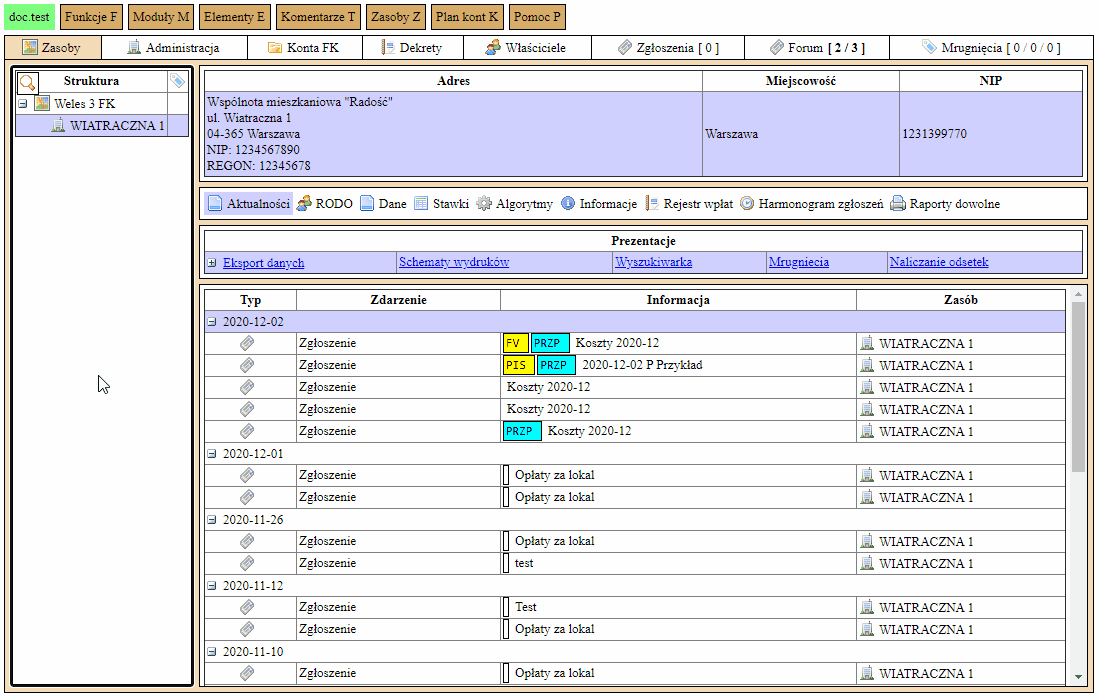 doc.test Funkcje F Moduły M Elementy E Komentarze T Zasoby Z Plan kont K Pomoc P
Zasoby Administracja Konta FK Dekrety Właściciele Zgłoszenia [ 0 ] Forum [ 2 / 3 ] Mrugnięcia [ 0 / 0 / 0 ]
Struktura
Weles 3 FK
WIATRACZNA 1
Adres Miejscowość NIP
Wspólnota mieszkaniowa "Radość"
ul. Wiatraczna 1
04-365 Warszawa
NIP: 1234567890
REGON: 12345678
Warszawa
1231399770
Aktualności RODO Dane Stawki Algorytmy Informacje Rejestr wpłat Harmonogram zgłoszeń Raporty dowolne
Prezentacje
Eksport danych Schematy wydruków Wyszukiwarka Mrugniecia Naliczanie odsetek
Typ Zdarzenie Informacja Zasób
2020-12-02
Zgłoszenie FV PRZP Koszty 2020-12 WIATRACZNA 1
Zgłoszenie PIS PRZP 2020-12-02 P Przykład WIATRACZNA 1
Zgłoszenie Koszty 2020-12 WIATRACZNA 1
Zgłoszenie Koszty 2020-12 WIATRACZNA 1
Zgłoszenie PRZP Koszty 2020-12 WIATRACZNA 1
2020-12-01
Zgłoszenie Opłaty za lokal WIATRACZNA 1
Zgłoszenie Opłaty za lokal WIATRACZNA 1
2020-11-26
Zgłoszenie Opłaty za lokal WIATRACZNA 1
Zgłoszenie test WIATRACZNA 1
2020-11-12
Zgłoszenie Test WIATRACZNA 1
Zgłoszenie Opłaty za lokal WIATRACZNA 1
2020-11-10
Zgłoszenie Opłaty za lokal WIATRACZNA 1